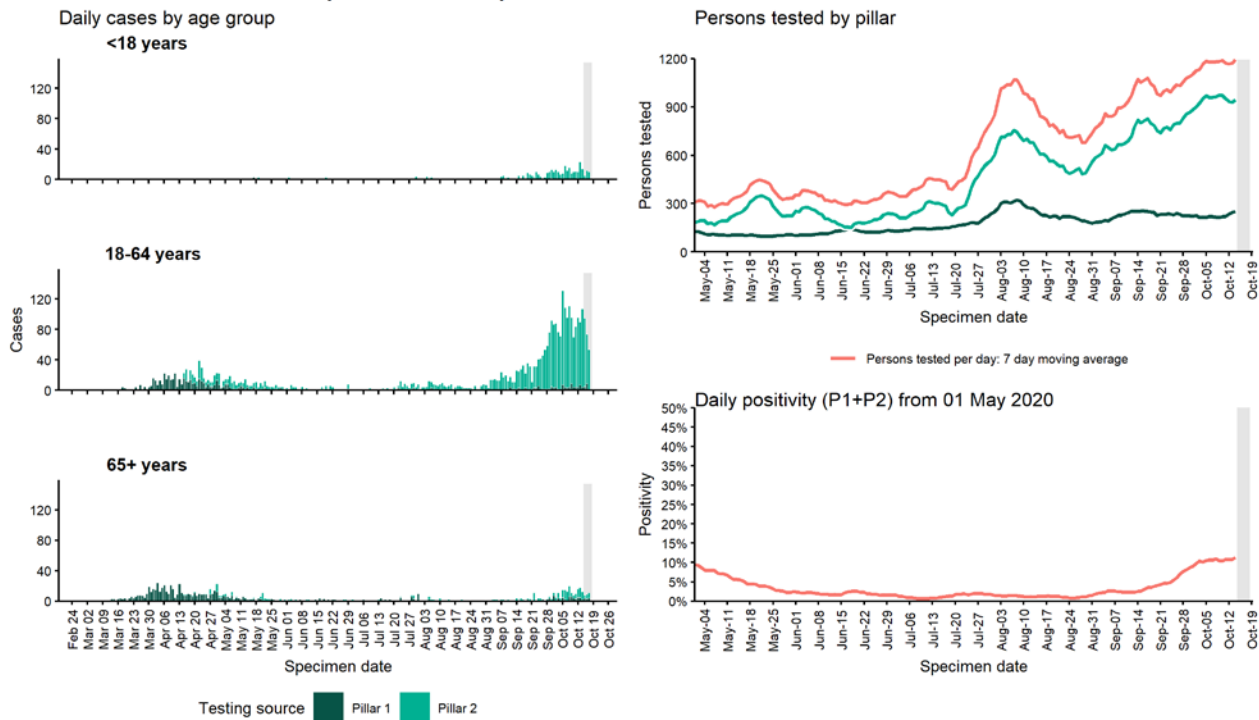 Daily cases by age group
<18 years
120
80
40
0
18-64 years
120
80
40
0
Cases
65+ years
120
80
40
0
Feb 24
Mar 02
Mar 09
Mar 16
Mar 23
Mar 30
Apr 06
Apr 13
Apr 20
Apr 27
May 04
May 11
May 18
May 25
Jun 01
Jun 08
Jun 15
Jun 22
Jun 29
Jul 06
Jul 13
Jul 20
Jul 27
Aug 03
Aug 10
Aug 17
Aug 24
Aug 31
Sep 07
Sep 14
Sep 21
Sep 28
Oct 05
Oct 12
Oct 19
Oct 26
Specimen date
Testing source Pillar 1 Pillar 2
Persons tested by pillar
1200
900
600
300
0
Persons tested
May-04
May-11
May-18
May-25
Jun-01
Jun-08
Jun-15
Jun-22
Jun-29
Jul-06
Jul-13
Jul-20
Jul-27
Aug-03
Aug-10
Aug-17
Aug-24
Aug-31
Sep-07
Sep-14
Sep-21
Sep-28
Oct-05
Oct-12
Oct-19
Specimen date
Persons tested per day: 7 day moving average
Daily positivity (P1+P2) from 01 May 2020
50%
45%
40%
35%
30%
25%
20%
15%
10%
5%
0%
Positivity
May-04
May-11
May-18
May-25
Jun-01
Jun-08
Jun-15
Jun-22
Jun-29
Jul-06
Jul-13
Jul-20
Jul-27
Aug-03
Aug-10
Aug-17
Aug-24
Aug-31
Sep-07
Sep-14
Sep-21
Sep-28
Oct-05
Oct-12
Oct-19
Specimen date